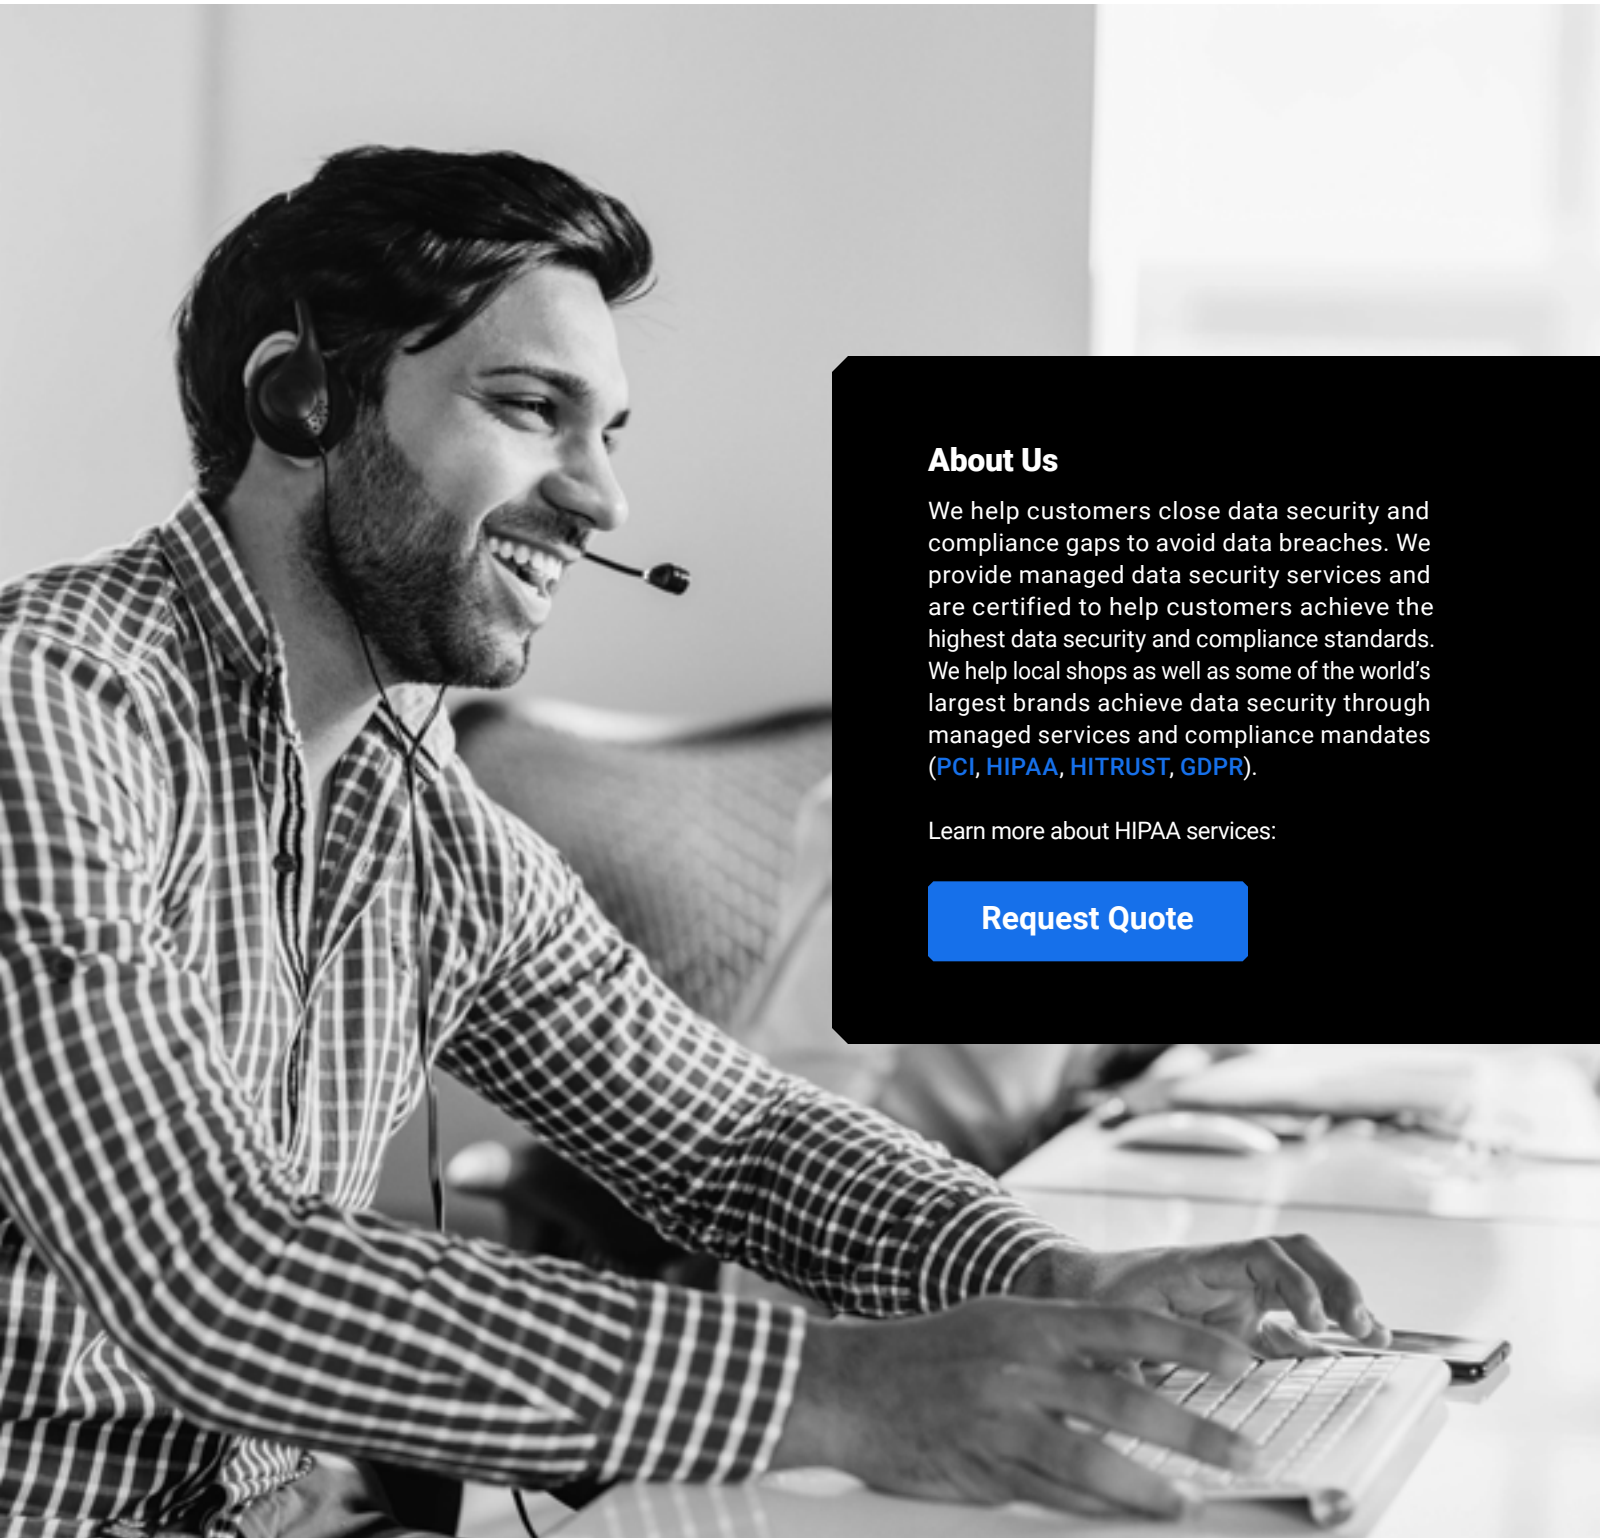 About Us
We help customers close data security and
compliance gaps to avoid data breaches. We
provide managed data security services and
are certified to help customers achieve the
highest data security and compliance standards.
We help local shops as well as some of the world’s
largest brands achieve data security through
managed services and compliance mandates
(PCI, HIPAA, HITRUST, GDPR).
Learn more about HIPAA services:
Request Quote